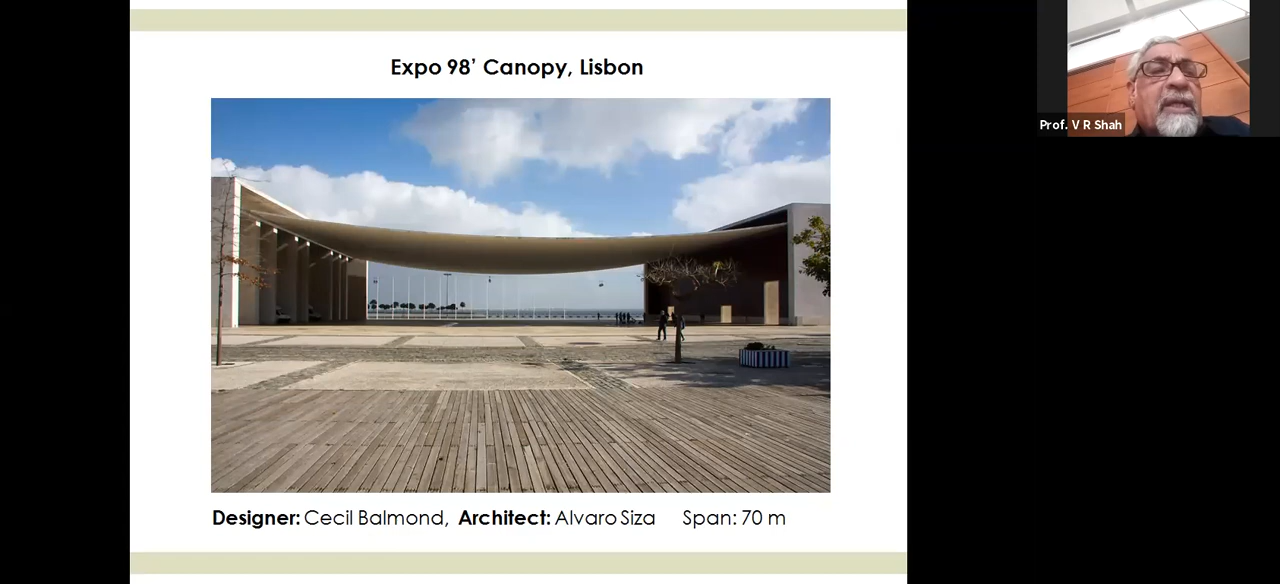 Expo 98’ Canopy, Lisbon
Prof. V R Shah
Designer: Cecil Balmond, Architect: Alvaro Siza Span: 70 m